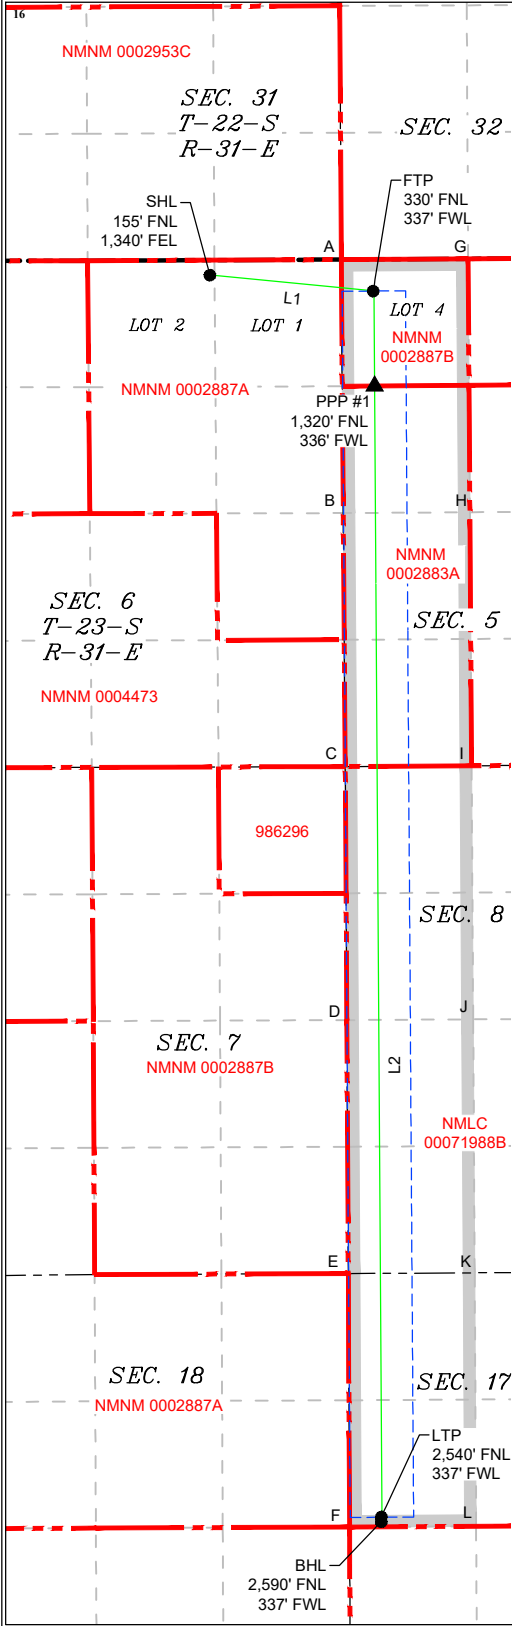 16
NMNM 0002953C
SEC. 31
T-22-S
R-31-E
SEC. 32
SHL
155' FNL
1,340' FEL
FTP
330' FNL
337' FWL
A
G
L1
LOT 2
LOT 1
LOT 4
NMNM
0002887B
NMNM 0002887A
PPP #1
1,320' FNL
336' FWL
B
H
NMNM
0002883A
SEC. 6
T-23-S
R-31-E
SEC. 5
NMNM 0004473
C
I
986296
SEC. 8
D
J
SEC. 7
NMNM 0002887B
L2
NMLC
00071988B
E
K
SEC. 18
NMNM 0002887A
SEC. 17
LTP
2,540' FNL
337' FWL
F
L
BHL
2,590' FNL
337' FWL